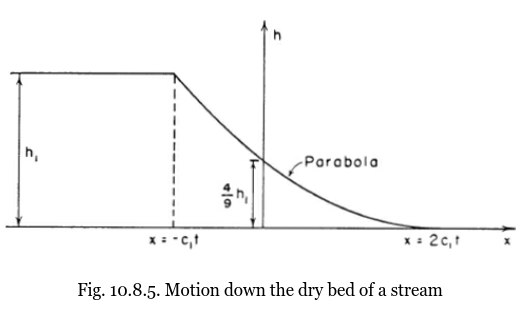 h
h₁
Parabola
4/9 h₁
x = -c₁t
x = 2c₁t
x
Fig. 10.8.5. Motion down the dry bed of a stream